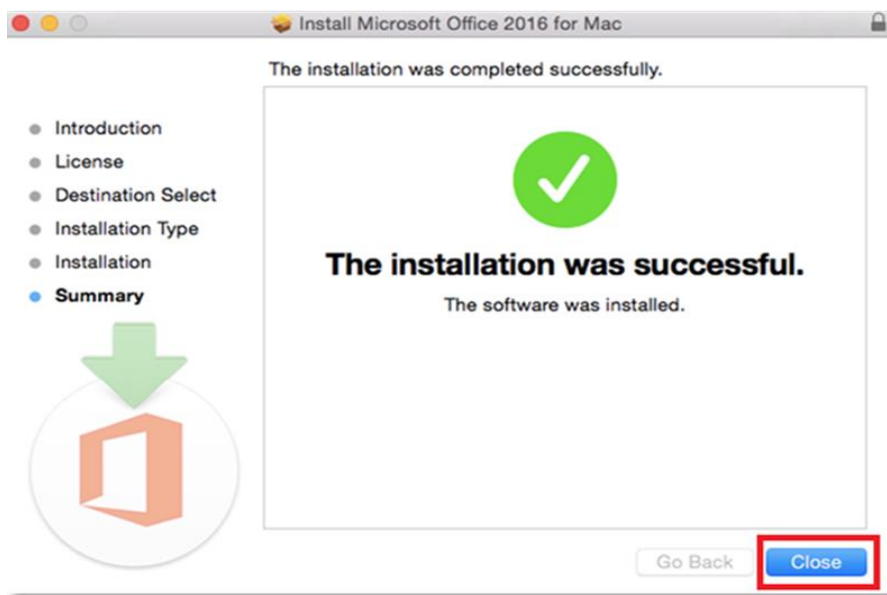 Install Microsoft Office 2016 for Mac
The installation was completed successfully.
Introduction
License
Destination Select
Installation Type
Installation
Summary
The installation was successful.
The software was installed.
Go Back
Close